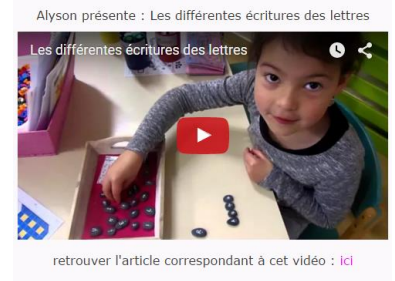 Alyson présente : Les différentes écritures des lettres
Les différentes écritures des lettres
retrouver l'article correspondant à cet vidéo : ici